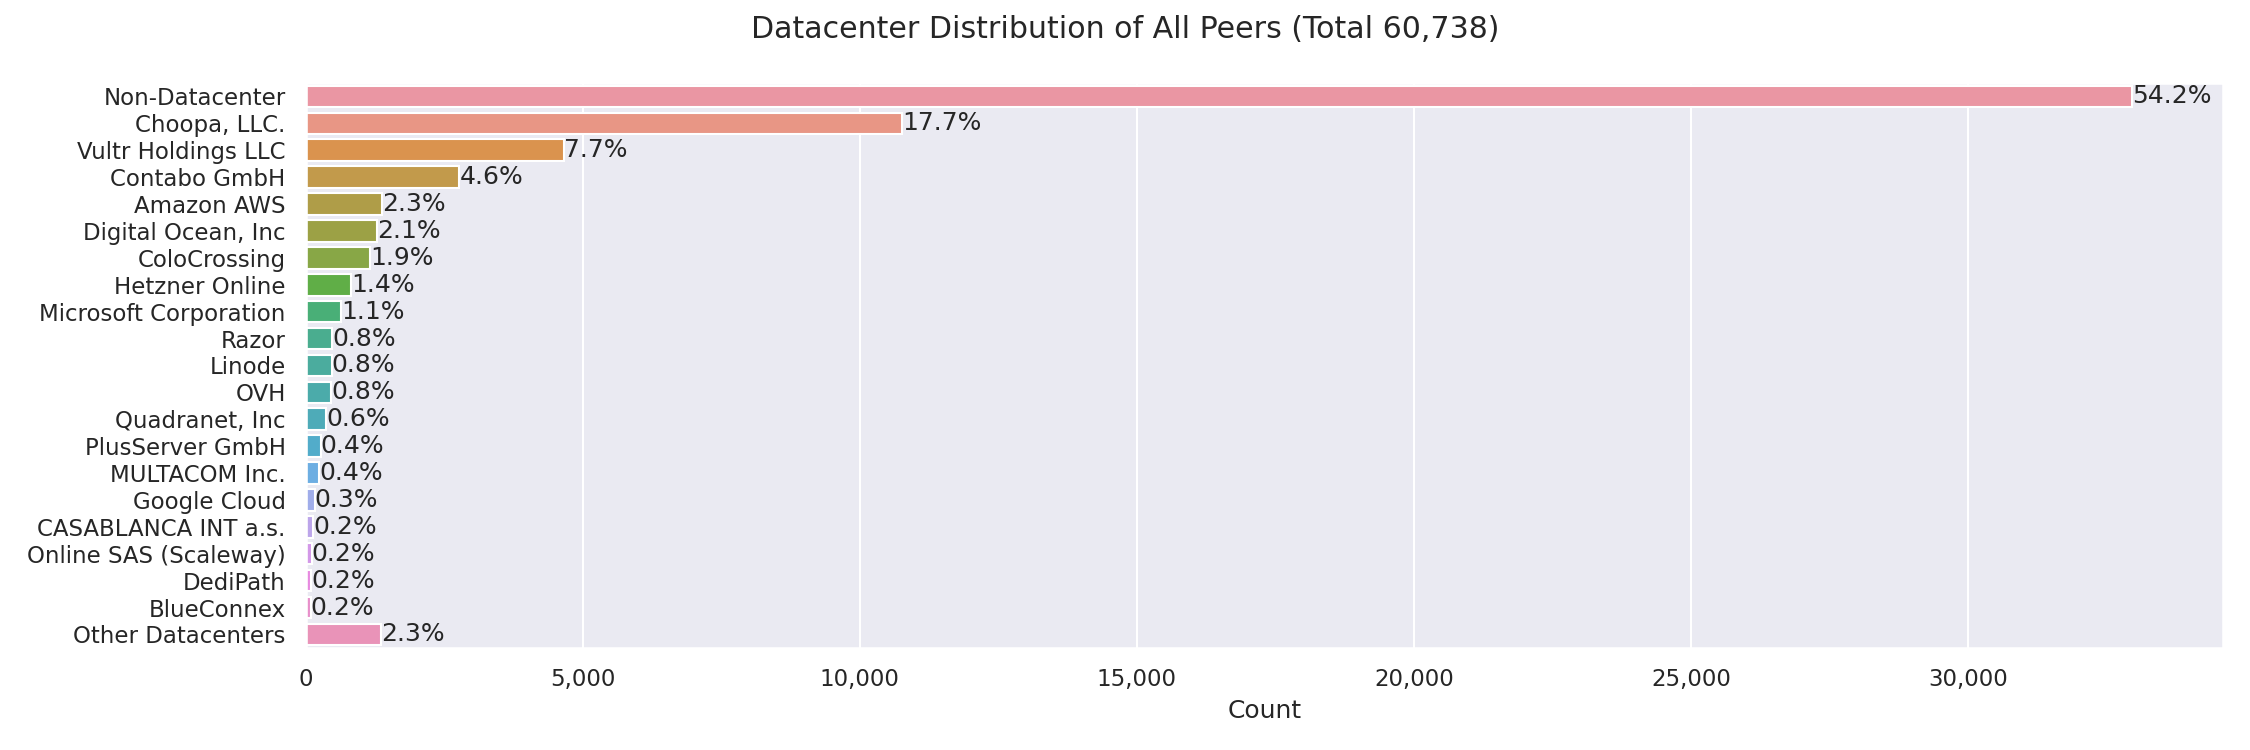 Datacenter Distribution of All Peers (Total 60,738)
Non-Datacenter 54.2%
Choopa, LLC. 17.7%
Vultr Holdings LLC 7.7%
Contabo GmbH 4.6%
Amazon AWS 2.3%
Digital Ocean, Inc 2.1%
ColoCrossing 1.9%
Hetzner Online 1.4%
Microsoft Corporation 1.1%
Razor 0.8%
Linode 0.8%
OVH 0.8%
Quadranet, Inc 0.6%
PlusServer GmbH 0.4%
MULTACOM Inc. 0.4%
Google Cloud 0.3%
CASABLANCA INT a.s. 0.2%
Online SAS (Scaleway) 0.2%
DediPath 0.2%
BlueConnex 0.2%
Other Datacenters 2.3%
0 5,000 10,000 15,000 20,000 25,000 30,000
Count